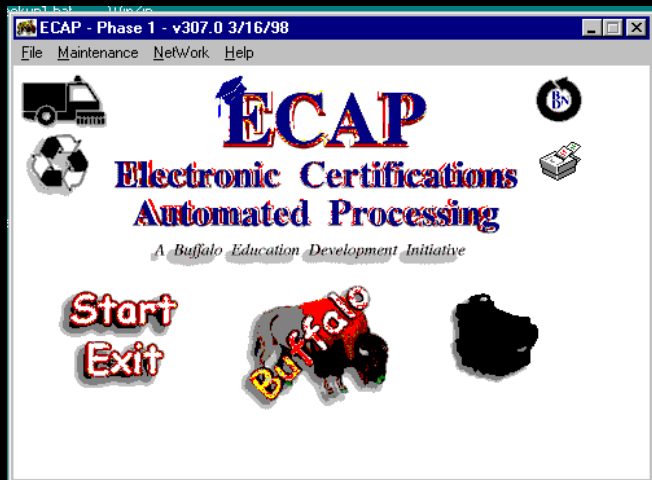 ECAP - Phase 1 - v307.0 3/16/98
File Maintenance NetWork Help
ECAP
BBN
Electronic Certifications
Automated Processing
A Buffalo Education Development Initiative
Start
Exit
Buffalo